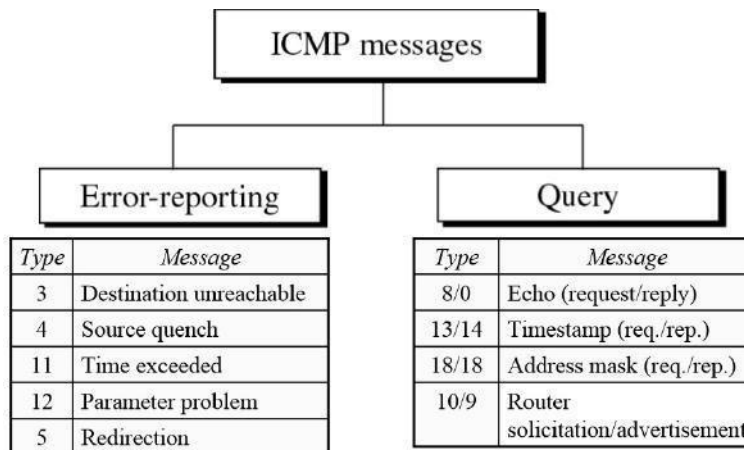 ICMP messages
Error-reporting
Query
Type Message
3 Destination unreachable
4 Source quench
11 Time exceeded
12 Parameter problem
5 Redirection
Type Message
8/0 Echo (request/reply)
13/14 Timestamp (req./rep.)
18/18 Address mask (req./rep.)
10/9 Router
solicitation/advertisement